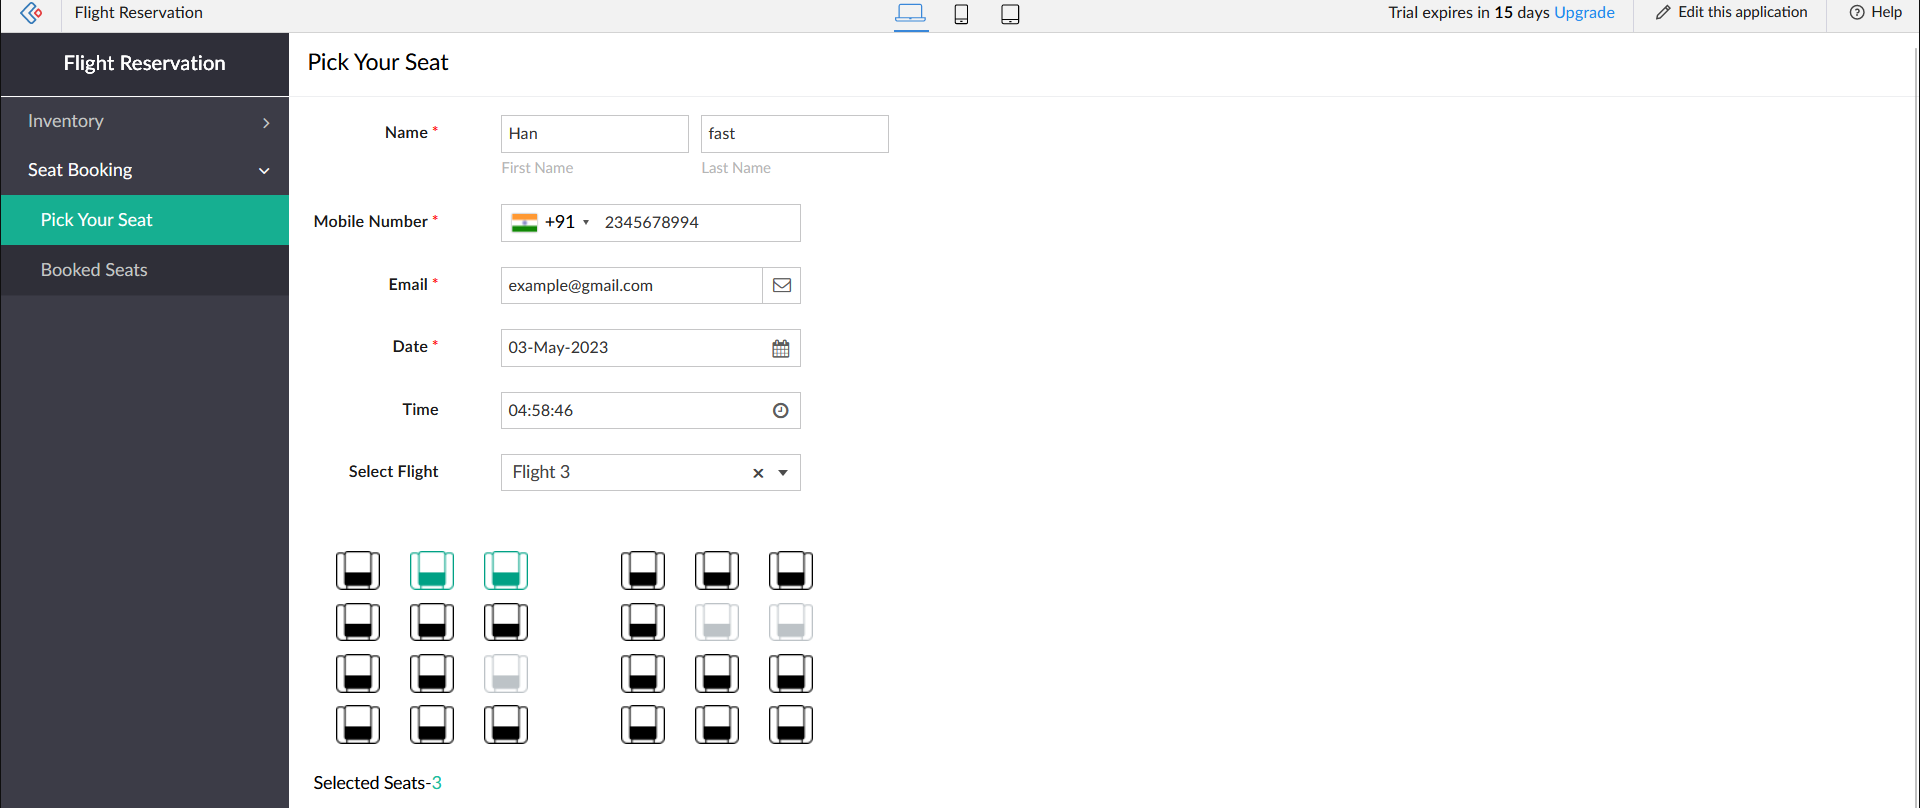 Flight Reservation
Trial expires in 15 days Upgrade
Edit this application
Help
Flight Reservation
Inventory
Seat Booking
Pick Your Seat
Booked Seats
Pick Your Seat
Name *
Han
fast
First Name
Last Name
Mobile Number *
+91
2345678994
Email *
example@gmail.com
Date *
03-May-2023
Time
04:58:46
Select Flight
Flight 3
Selected Seats-3